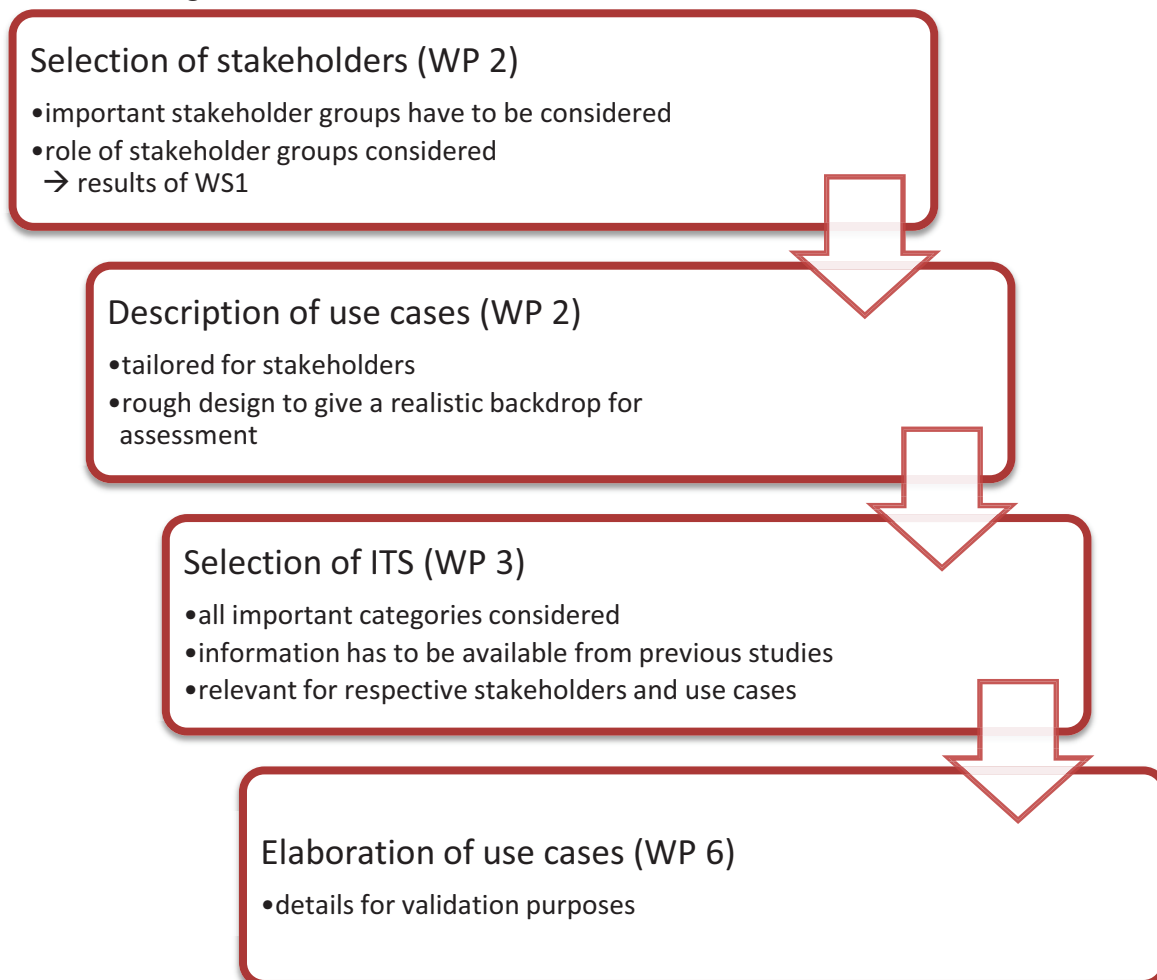 Selection of stakeholders (WP 2)
•important stakeholder groups have to be considered
•role of stakeholder groups considered
→ results of WS1
Description of use cases (WP 2)
•tailored for stakeholders
•rough design to give a realistic backdrop for
assessment
Selection of ITS (WP 3)
•all important categories considered
•information has to be available from previous studies
•relevant for respective stakeholders and use cases
Elaboration of use cases (WP 6)
•details for validation purposes